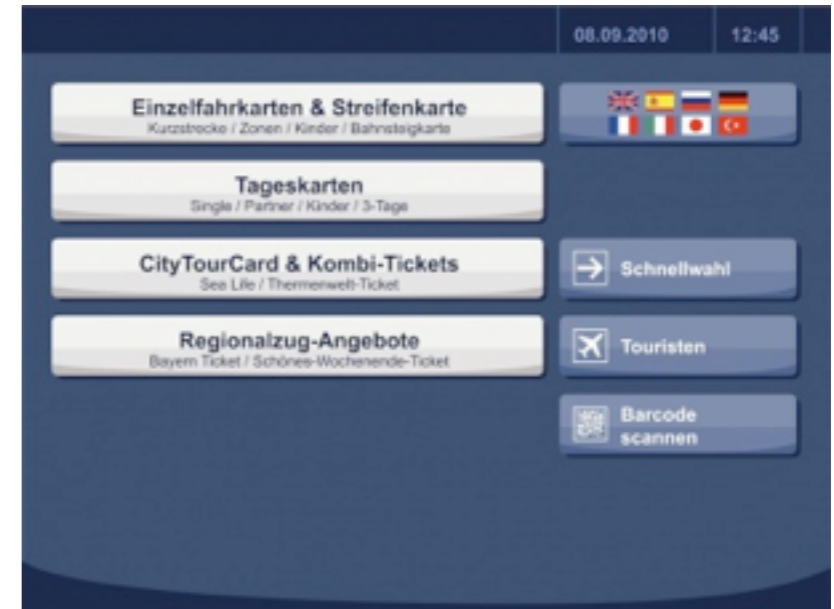 08.09.2010 12:45
Einzelfahrkarten & Streifenkarte
Kurzstrecke / Zonen / Kinder / Bahnsteigkarte
Tageskarten
Single / Partner / Kinder / 3-Tage
CityTourCard & Kombi-Tickets
Sea Life / Thermenwelt-Ticket
Schnellwahl
Regionalzug-Angebote
Bayern Ticket / Schönes-Wochenende-Ticket
Touristen
Barcode
scannen